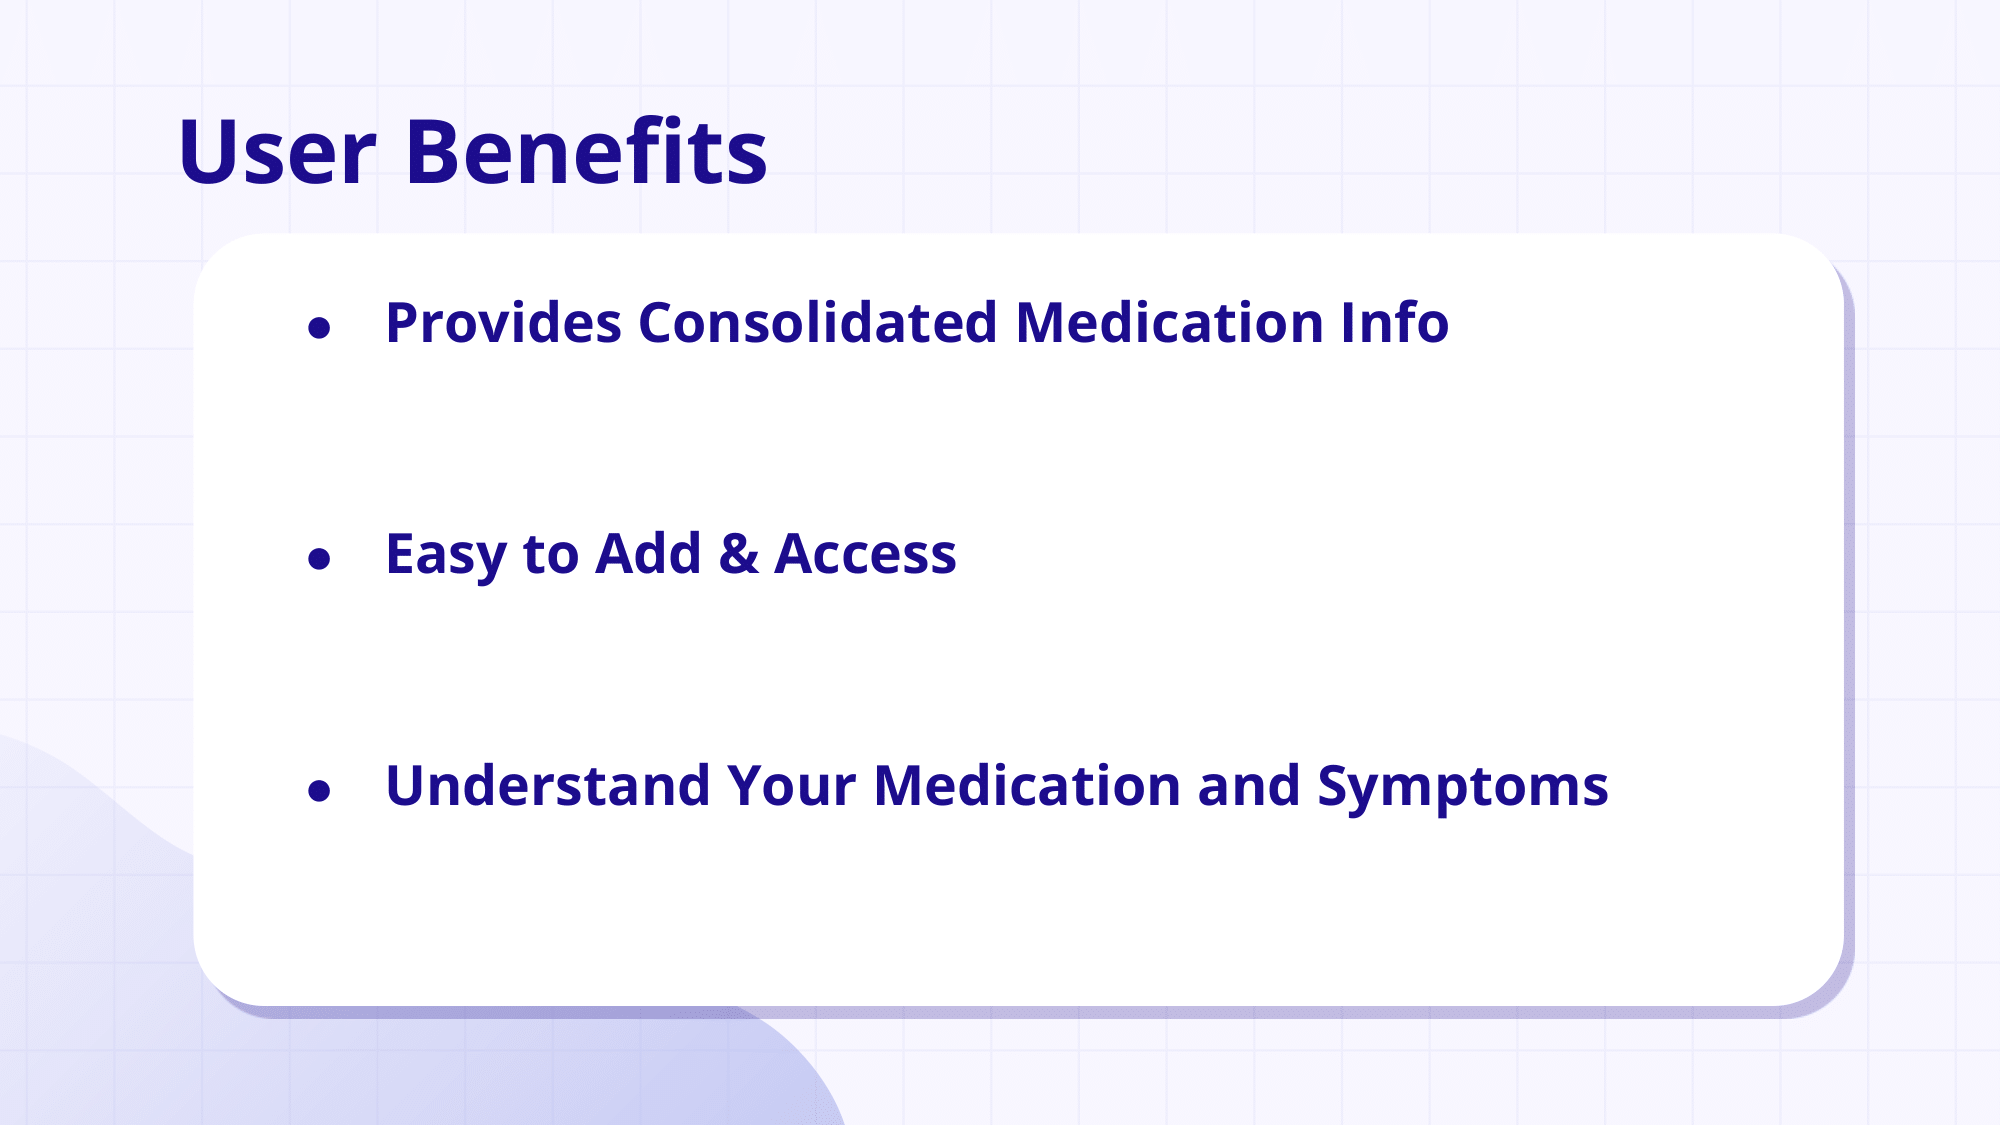 User Benefits
● Provides Consolidated Medication Info
● Easy to Add & Access
● Understand Your Medication and Symptoms